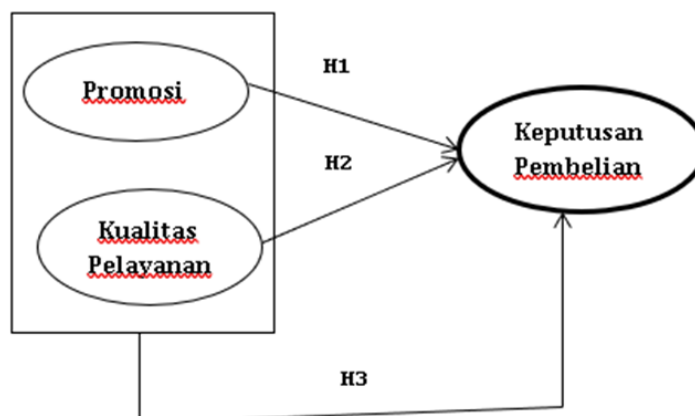 H1
Promosi
Keputusan
Pembelian
H2
Kualitas
Pelayanan
H3